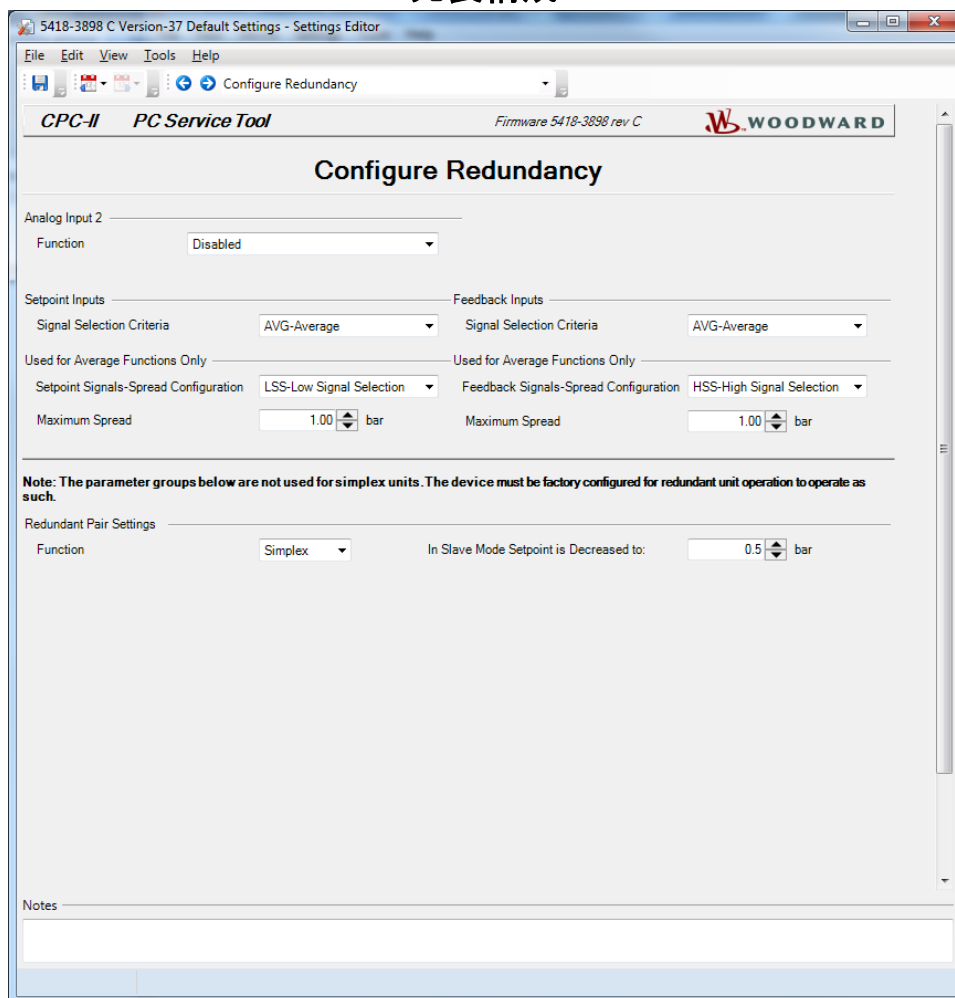 5418-3898 C Version-37 Default Settings - Settings Editor
File Edit View Tools Help
Configure Redundancy
CPC-II PC Service Tool Firmware 5418-3898 rev C WOODWARD
Configure Redundancy
Analog Input 2
Function Disabled
Setpoint Inputs Feedback Inputs
Signal Selection Criteria AVG-Average Signal Selection Criteria AVG-Average
Used for Average Functions Only Used for Average Functions Only
Setpoint Signals-Spread Configuration LSS-Low Signal Selection Feedback Signals-Spread Configuration HSS-High Signal Selection
Maximum Spread 1.00 bar Maximum Spread 1.00 bar
Note: The parameter groups below are not used for simplex units. The device must be factory configured for redundant unit operation to operate as
such.
Redundant Pair Settings
Function Simplex In Slave Mode Setpoint is Decreased to: 0.5 bar
Notes